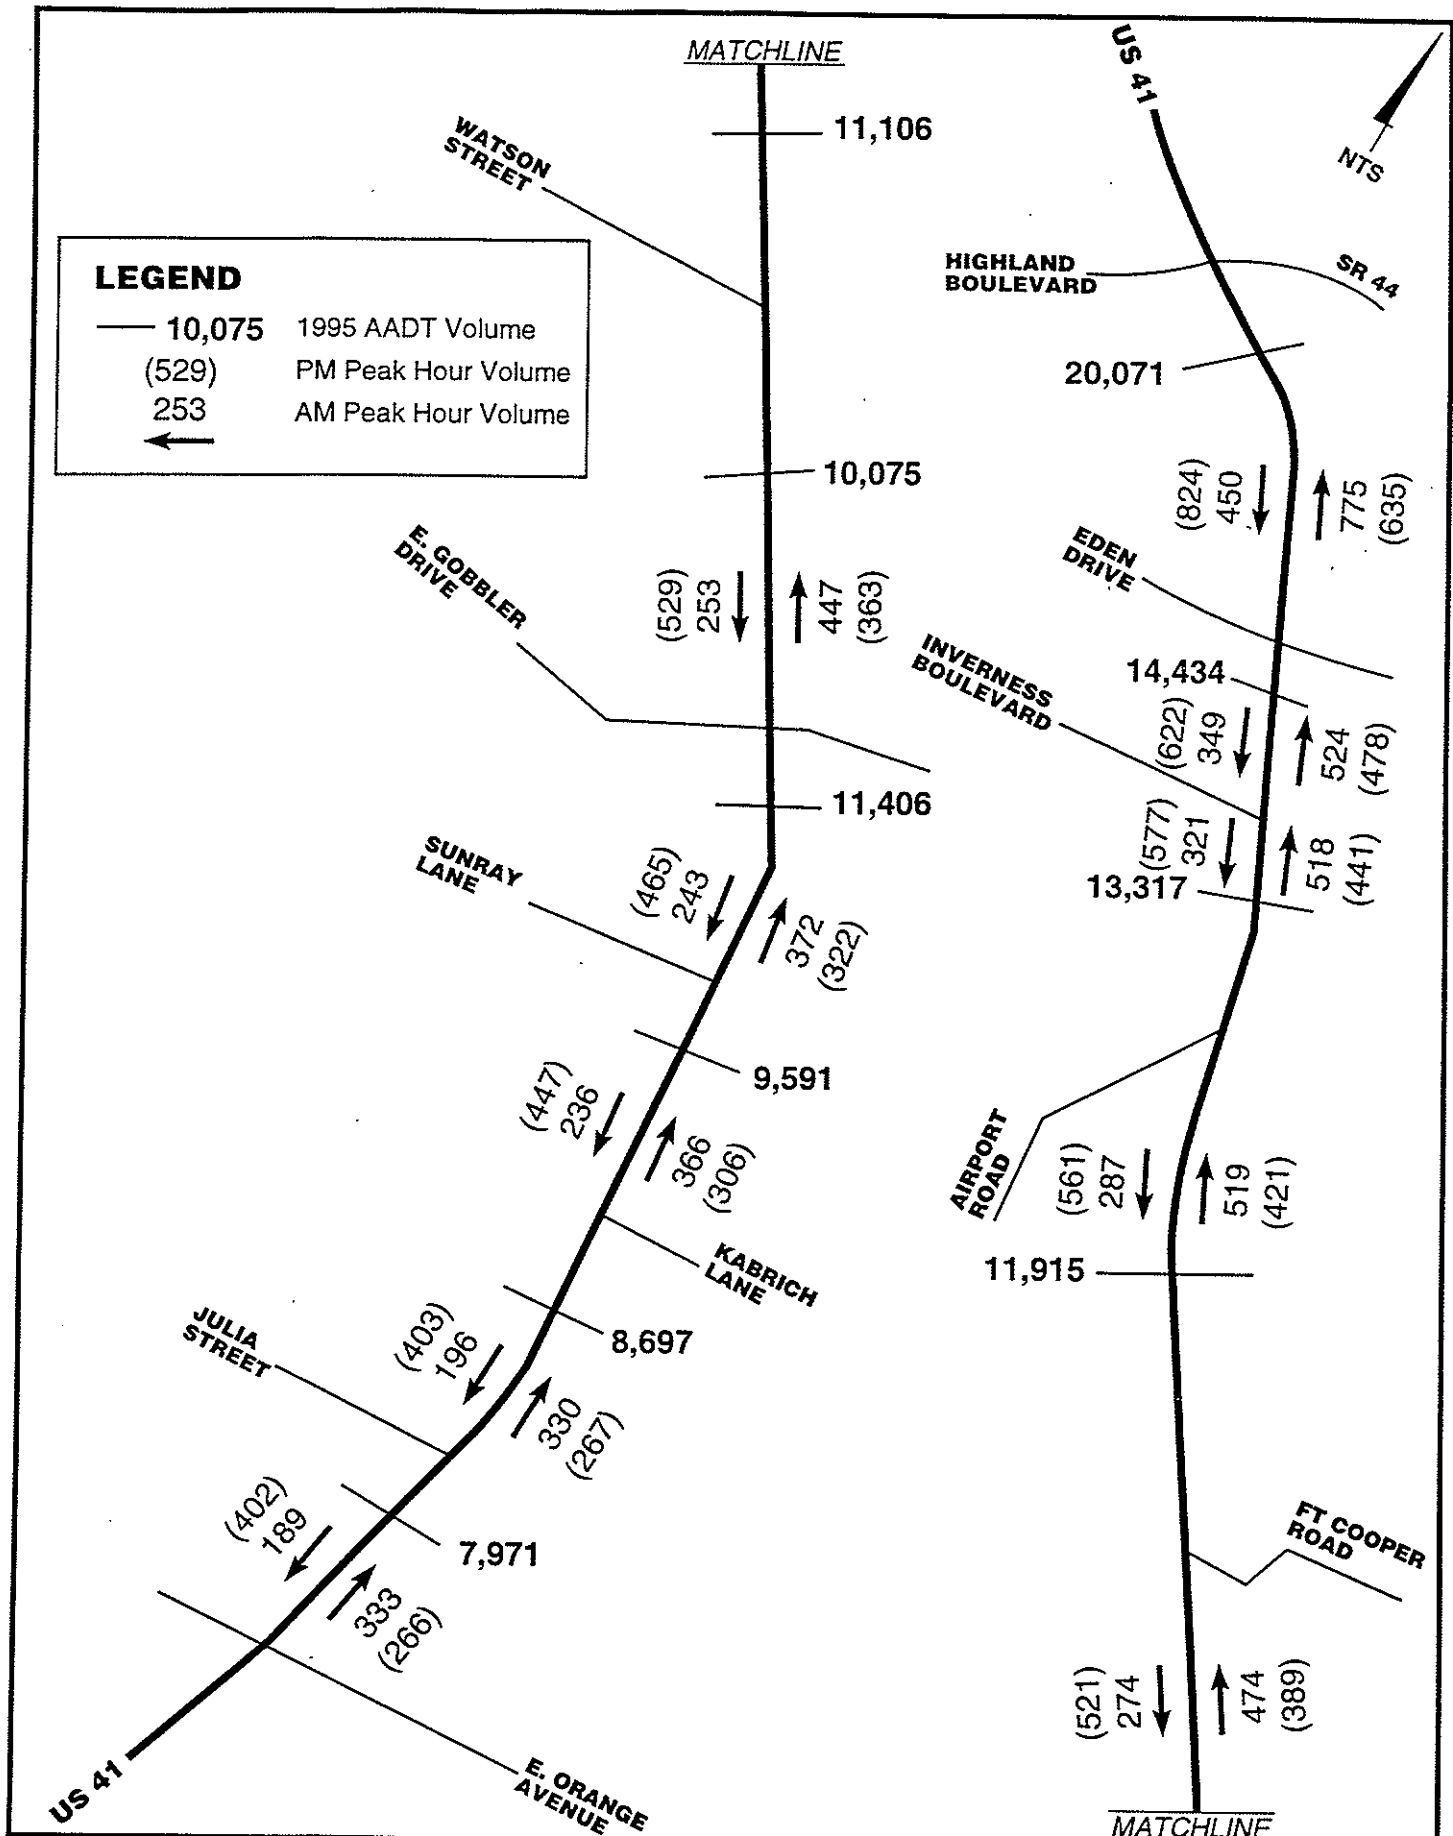 MATCHLINE
US 41
NTS
11,106
WATSON
STREET
LEGEND
10,075 1995 AADT Volume
(529) PM Peak Hour Volume
253 AM Peak Hour Volume
HIGHLAND
BOULEVARD
SR 44
20,071
10,075
(824)
450
775
(635)
E. GOBBLER
DRIVE
(529)
253
447
(363)
EDEN
DRIVE
INVERNESS
BOULEVARD
14,434
(622)
349
524
(478)
11,406
(577)
321
518
(441)
13,317
SUNRAY
LANE
(465)
243
372
(322)
9,591
(447)
236
366
(306)
AIRPORT
ROAD
(561)
287
519
(421)
KABRICH
LANE
11,915
8,697
JULIA
STREET
(403)
196
330
(267)
(402)
189
7,971
333
(266)
FT COOPER
ROAD
(521)
274
474
(389)
US 41
E. ORANGE
AVENUE
MATCHLINE